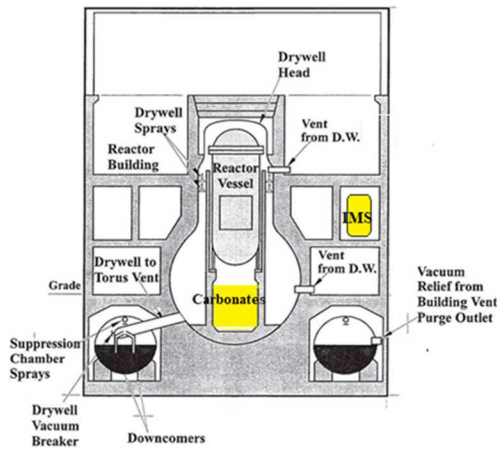 Drywell
Head
Drywell
Sprays
Reactor
Building
Vent
from D.W.
Reactor
Vessel
IMS
Drywell to
Torus Vent
Vent
from D.W.
Grade
Carbonates
Vacuum
Relief from
Building Vent
Purge Outlet
Suppression
Chamber
Sprays
Drywell
Vacuum
Breaker
Downcomers